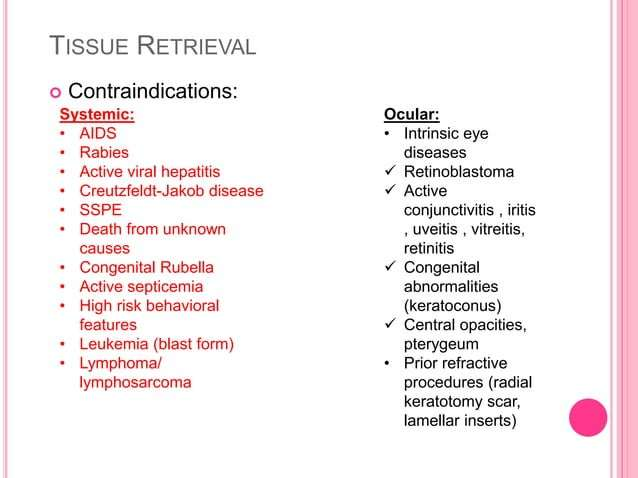 TISSUE RETRIEVAL
Contraindications:
Systemic:
• AIDS
• Rabies
• Active viral hepatitis
• Creutzfeldt-Jakob disease
• SSPE
• Death from unknown
causes
• Congenital Rubella
• Active septicemia
• High risk behavioral
features
• Leukemia (blast form)
• Lymphoma/
lymphosarcoma
Ocular:
• Intrinsic eye
diseases
✓ Retinoblastoma
✓ Active
conjunctivitis , iritis
, uveitis , vitreitis,
retinitis
✓ Congenital
abnormalities
(keratoconus)
✓ Central opacities,
pterygeum
• Prior refractive
procedures (radial
keratotomy scar,
lamellar inserts)